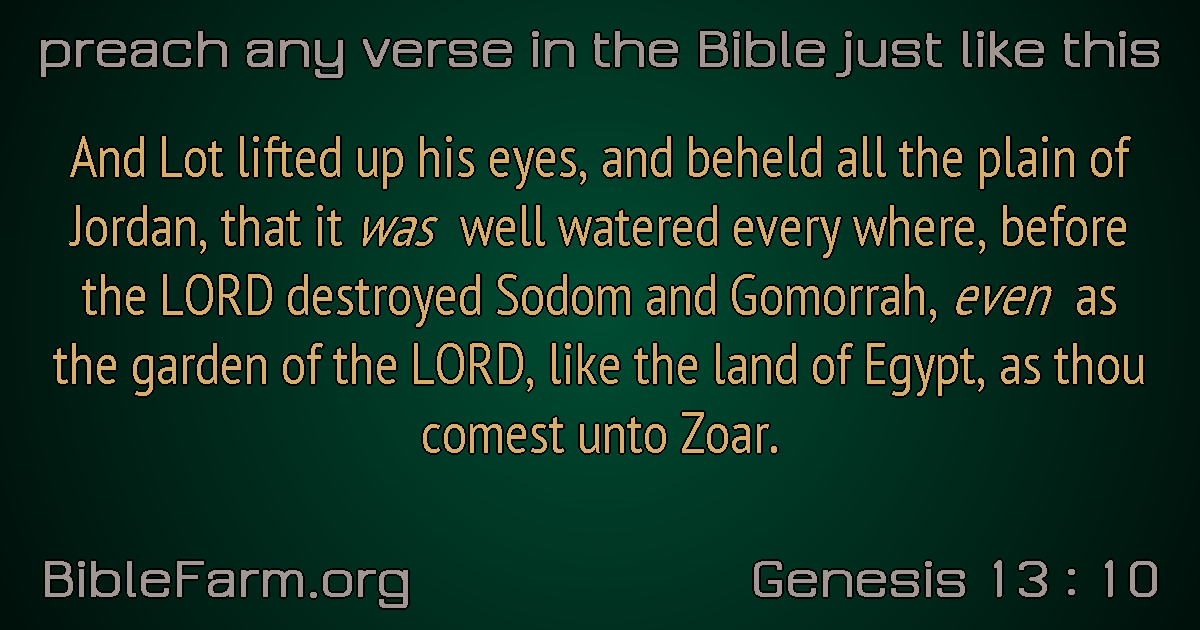 preach any verse in the Bible just like this
And Lot lifted up his eyes, and beheld all the plain of
Jordan, that it was well watered every where, before
the LORD destroyed Sodom and Gomorrah, even as
the garden of the LORD, like the land of Egypt, as thou
comest unto Zoar.
BibleFarm.org
Genesis 13 : 10